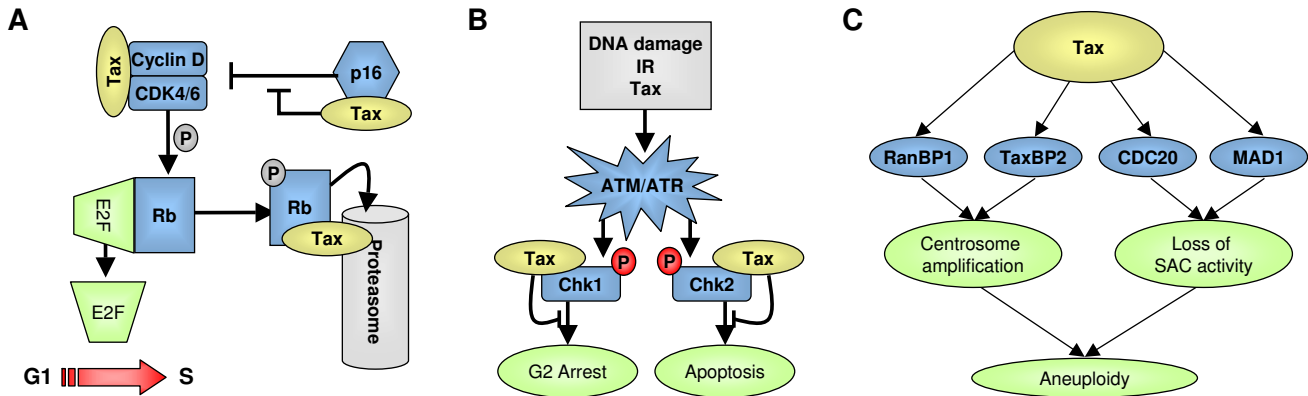 A
Tax
Cyclin D
CDK4/6
p16
Tax
P
E2F
Rb
P
Rb
Tax
Proteasome
E2F
G1
S
B
DNA damage
IR
Tax
ATM/ATR
Tax
P
Chk1
P
Tax
Chk2
G2 Arrest
Apoptosis
C
Tax
RanBP1
TaxBP2
CDC20
MAD1
Centrosome
amplification
Loss of
SAC activity
Aneuploidy